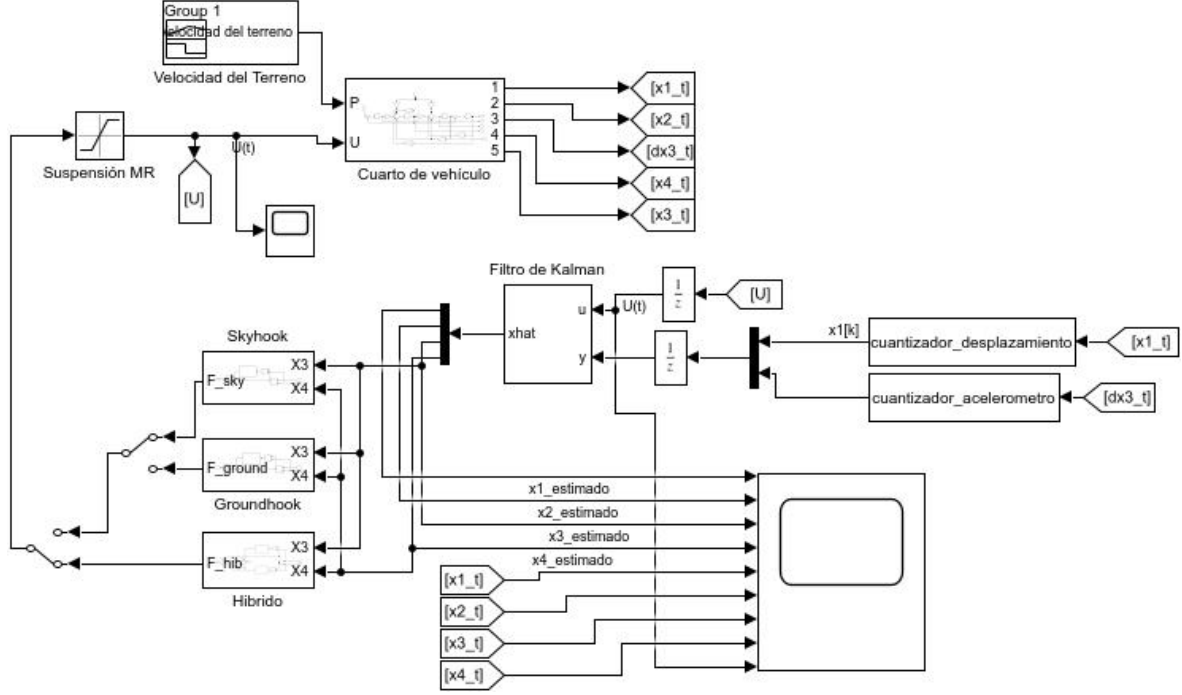 Group 1
Velocidad del terreno
Velocidad del Terreno
P
U
1
2
3
4
5
Cuarto de vehículo
[x1_t]
[x2_t]
[dx3_t]
[x4_t]
[x3_t]
Suspensión MR
U(t)
[U]
Filtro de Kalman
u
y
xhat
U(t)
1
z
[U]
1
z
x1[k]
cuantizador_desplazamiento
[x1_t]
cuantizador_acelerometro
[dx3_t]
Skyhook
F_sky
X3
X4
F_ground
X3
X4
Groundhook
F_hib
X3
X4
Hibrido
x1_estimado
x2_estimado
x3_estimado
x4_estimado
[x1_t]
[x2_t]
[x3_t]
[x4_t]